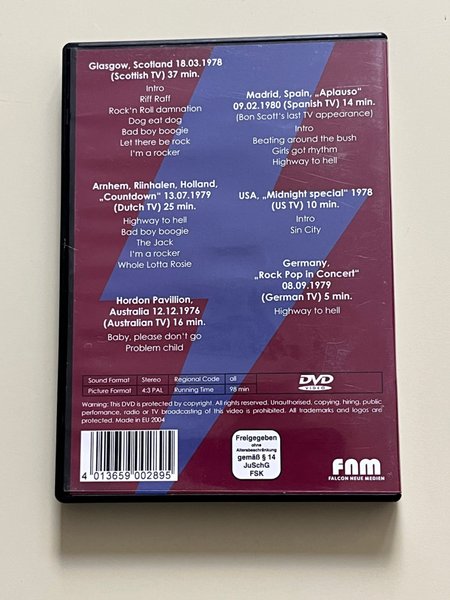 Glasgow, Scotland 18.03.1978
(Scottish TV) 37 min.
Intro
Riff Raff
Rock'n Roll damnation
Dog eat dog
Bad boy boogie
Let there be rock
I'm a rocker
Madrid, Spain, „Aplauso"
09.02.1980 (Spanish TV) 14 min.
(Bon Scott's last TV appearance)
Intro
Beating around the bush
Girls got rhythm
Highway to hell
Arnhem, Riinhalen, Holland,
„Countdown" 13.07.1979
(Dutch TV) 25 min.
Highway to hell
Bad boy boogie
The Jack
I'm a rocker
Whole Lotta Rosie
USA, „Midnight special" 1978
(US TV) 10 min.
Intro
Sin City
Germany,
„Rock Pop in Concert"
08.09.1979
(German TV) 5 min.
Highway to hell
Hordon Pavillion,
Australia 12.12.1976
(Australian TV) 16 min.
Baby, please don't go
Problem child
Sound Format Stereo Regional Code all
Picture Format 4:3 PAL Running Time 98 min
DVD
VIDEO
Warning: This DVD is protected by copyright. All rights reserved. Unauthorised, copying, hiring, public
perfomance, radio or TV broadcasting of this video is prohibited. All trademarks and logos are
protected. Made in EU 2004
4 013659 002895
Freigegeben
ohne
Altersbeschränkung
gemäß § 14
JuSchG
FSK
fnm
FALCON NEUE MEDIEN